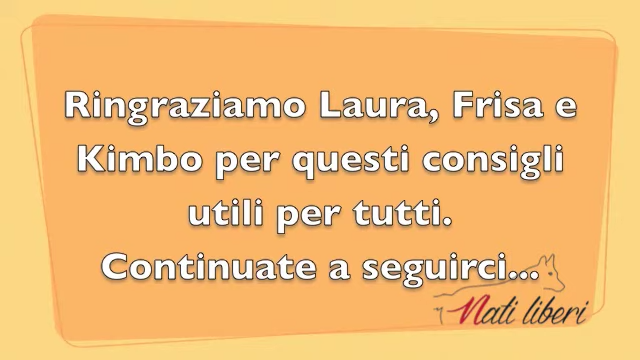 Ringraziamo Laura, Frisa e
Kimbo per questi consigli
utili per tutti.
Continuate a seguirci...
Nati liberi